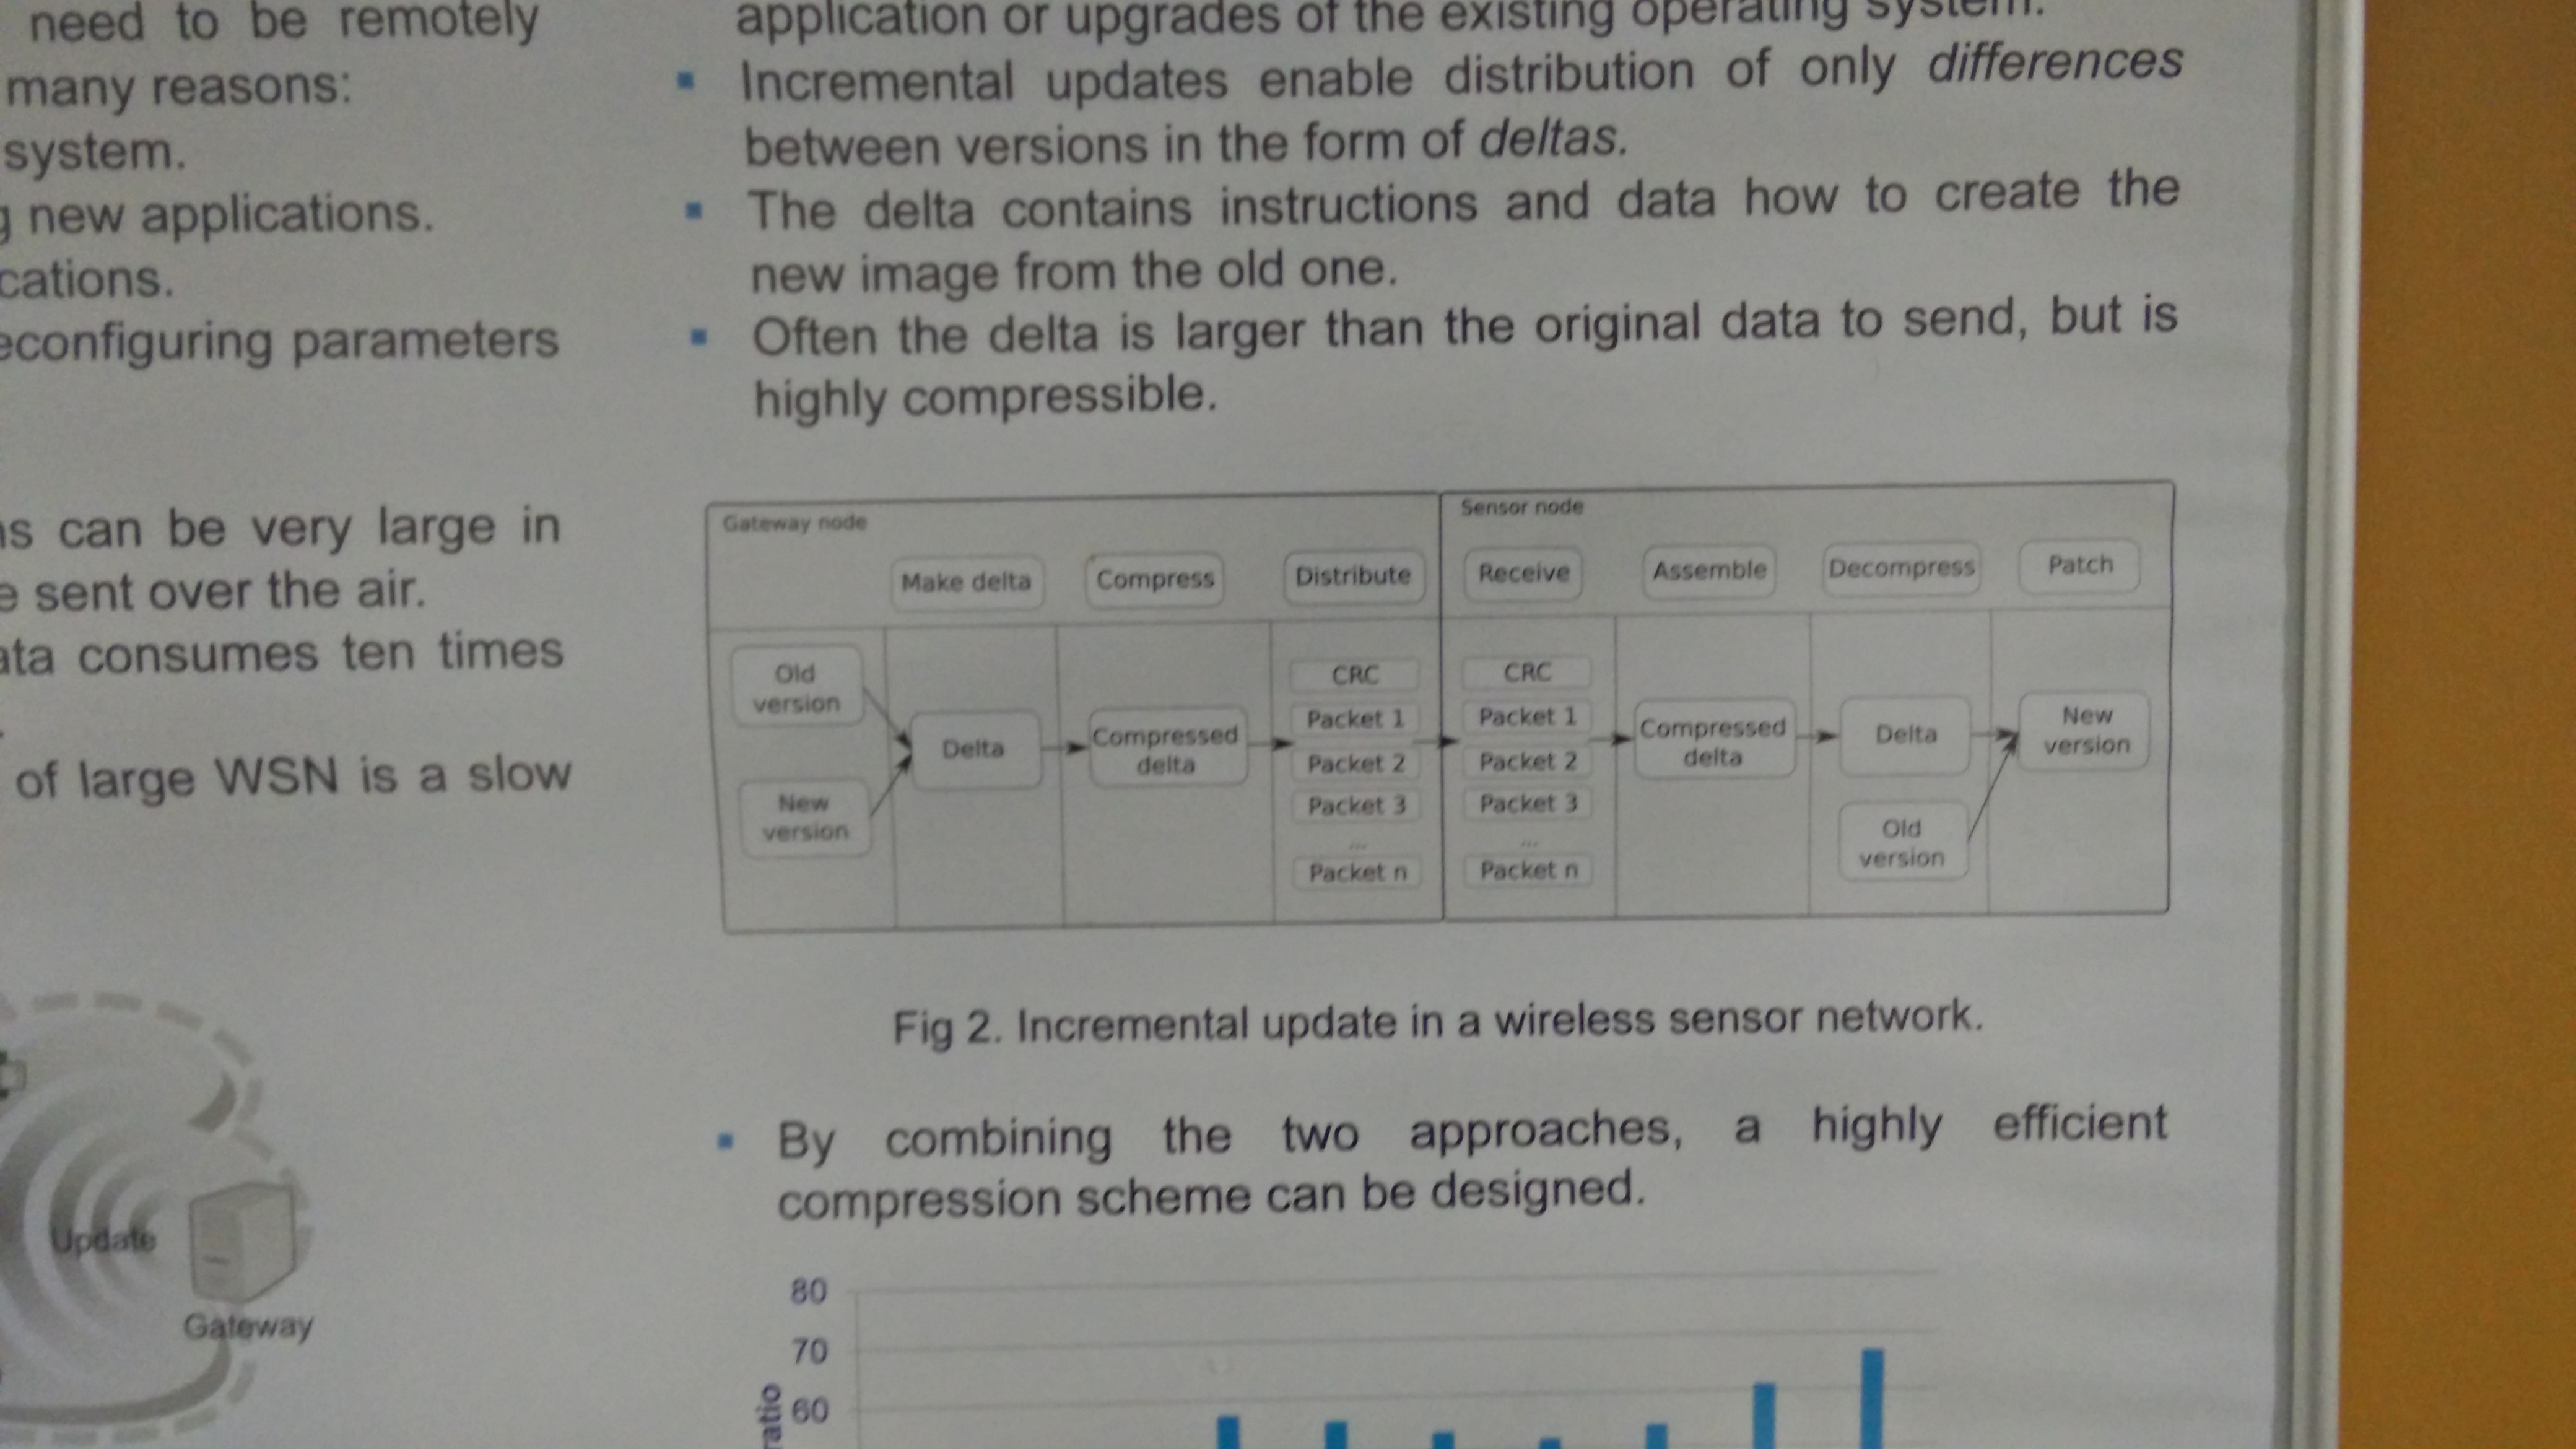 need to be remotely
many reasons:
system.
new applications.
econfiguring parameters
can be very large in
sent over the air.
consumes ten times
of large WSN is a slow
Update
Gateway
application or upgrades of the existing operating system.
▪ Incremental updates enable distribution of only differences
between versions in the form of deltas.
▪ The delta contains instructions and data how to create the
new image from the old one.
▪ Often the delta is larger than the original data to send, but is
highly compressible.
Gateway node
Sensor node
Make delta
Compress
Distribute
Receive
Assemble
Decompress
Patch
Old
version
New
version
Delta
Compressed
delta
CRC
Packet 1
Packet 2
Packet 3
...
Packet n
CRC
Packet 1
Packet 2
Packet 3
...
Packet n
Compressed
delta
Delta
Old
version
New
version
Fig 2. Incremental update in a wireless sensor network.
▪ By combining the two approaches, a highly efficient
compression scheme can be designed.
80
70
60
ratio